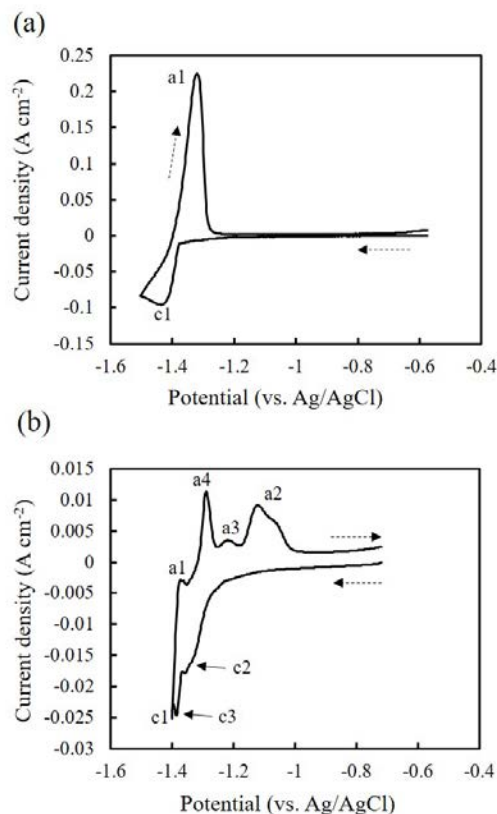 (a)
Current density (A cm⁻²)
0.25
0.2
0.15
0.1
0.05
0
-0.05
-0.1
-0.15
a1
c1
-1.6 -1.4 -1.2 -1 -0.8 -0.6 -0.4
Potential (vs. Ag/AgCl)
(b)
Current density (A cm⁻²)
0.015
0.01
0.005
0
-0.005
-0.01
-0.015
-0.02
-0.025
-0.03
a4
a2
a3
a1
c2
c1
c3
-1.6 -1.4 -1.2 -1 -0.8 -0.6 -0.4
Potential (vs. Ag/AgCl)